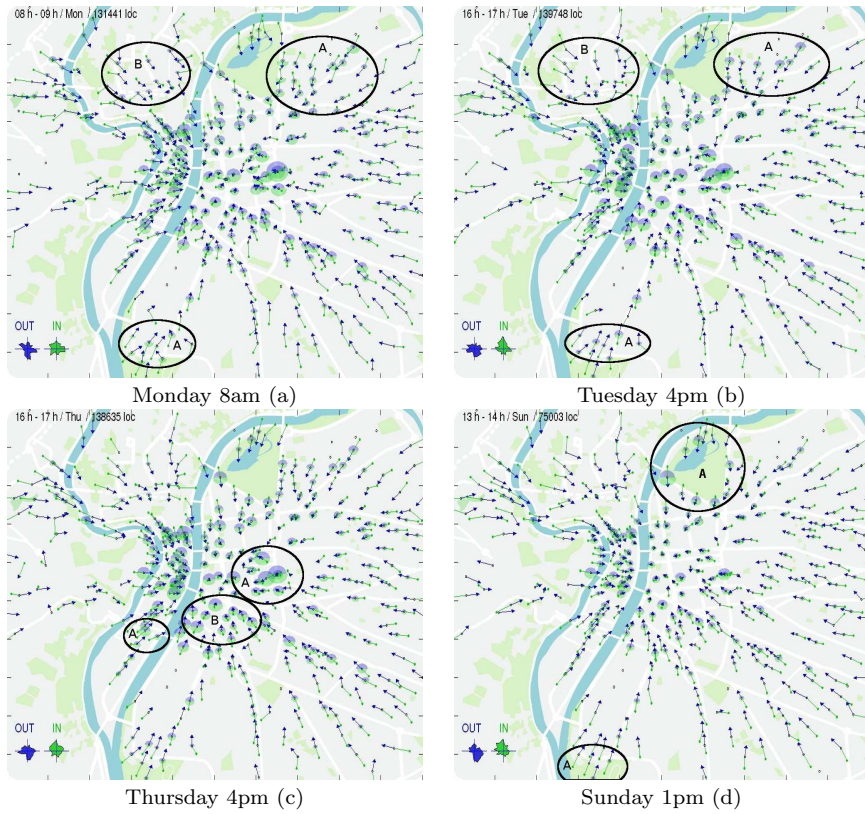 08 h - 09 h / Mon / 131441 loc
B
A
A
OUT IN
Monday 8am (a)
16 h - 17 h / Tue / 139748 loc
B
A
A
OUT IN
Tuesday 4pm (b)
16 h - 17 h / Thu / 138635 loc
A
B
A
OUT IN
Thursday 4pm (c)
13 h - 14 h / Sun / 75003 loc
A
A
OUT IN
Sunday 1pm (d)